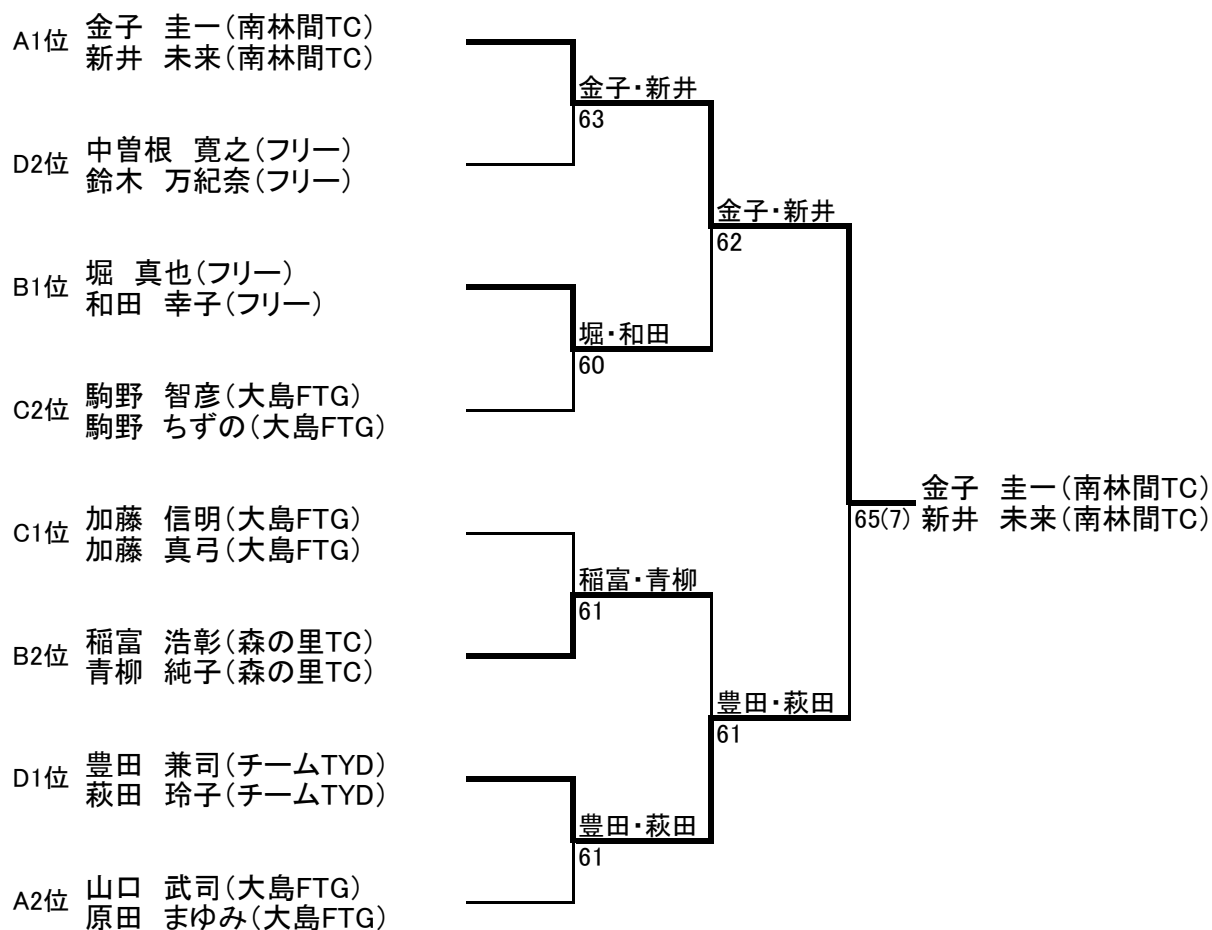 A1位 金子 圭一(南林間TC)
新井 未来(南林間TC)
金子・新井
63
D2位 中曽根 寛之(フリー)
鈴木 万紀奈(フリー)
金子・新井
62
B1位 堀 真也(フリー)
和田 幸子(フリー)
堀・和田
60
C2位 駒野 智彦(大島FTG)
駒野 ちずの(大島FTG)
金子 圭一(南林間TC)
65(7) 新井 未来(南林間TC)
C1位 加藤 信明(大島FTG)
加藤 真弓(大島FTG)
稲富・青柳
61
B2位 稲富 浩彰(森の里TC)
青柳 純子(森の里TC)
豊田・萩田
61
D1位 豊田 兼司(チームTYD)
萩田 玲子(チームTYD)
豊田・萩田
61
A2位 山口 武司(大島FTG)
原田 まゆみ(大島FTG)